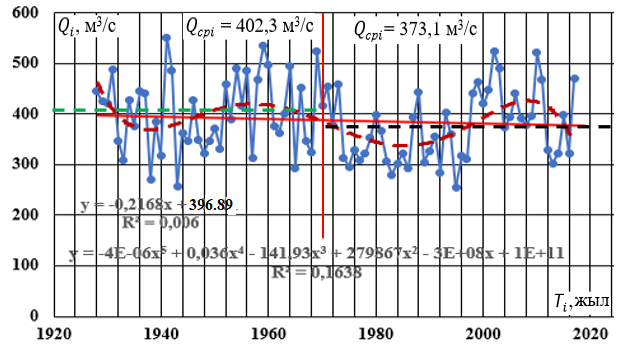 600
Qi, м3/с Qcpi = 402,3 м3/с Qcpi= 373,1 м3/с
500
400
300
200
y = -0,2168x + 396.89
R² = 0,006
100
y = -4E-06x5 + 0,036x4 - 141,93x3 + 279867x2 - 3E+08x + 1E+11
R² = 0,1638
Ti, жыл
0
1920 1940 1960 1980 2000 2020